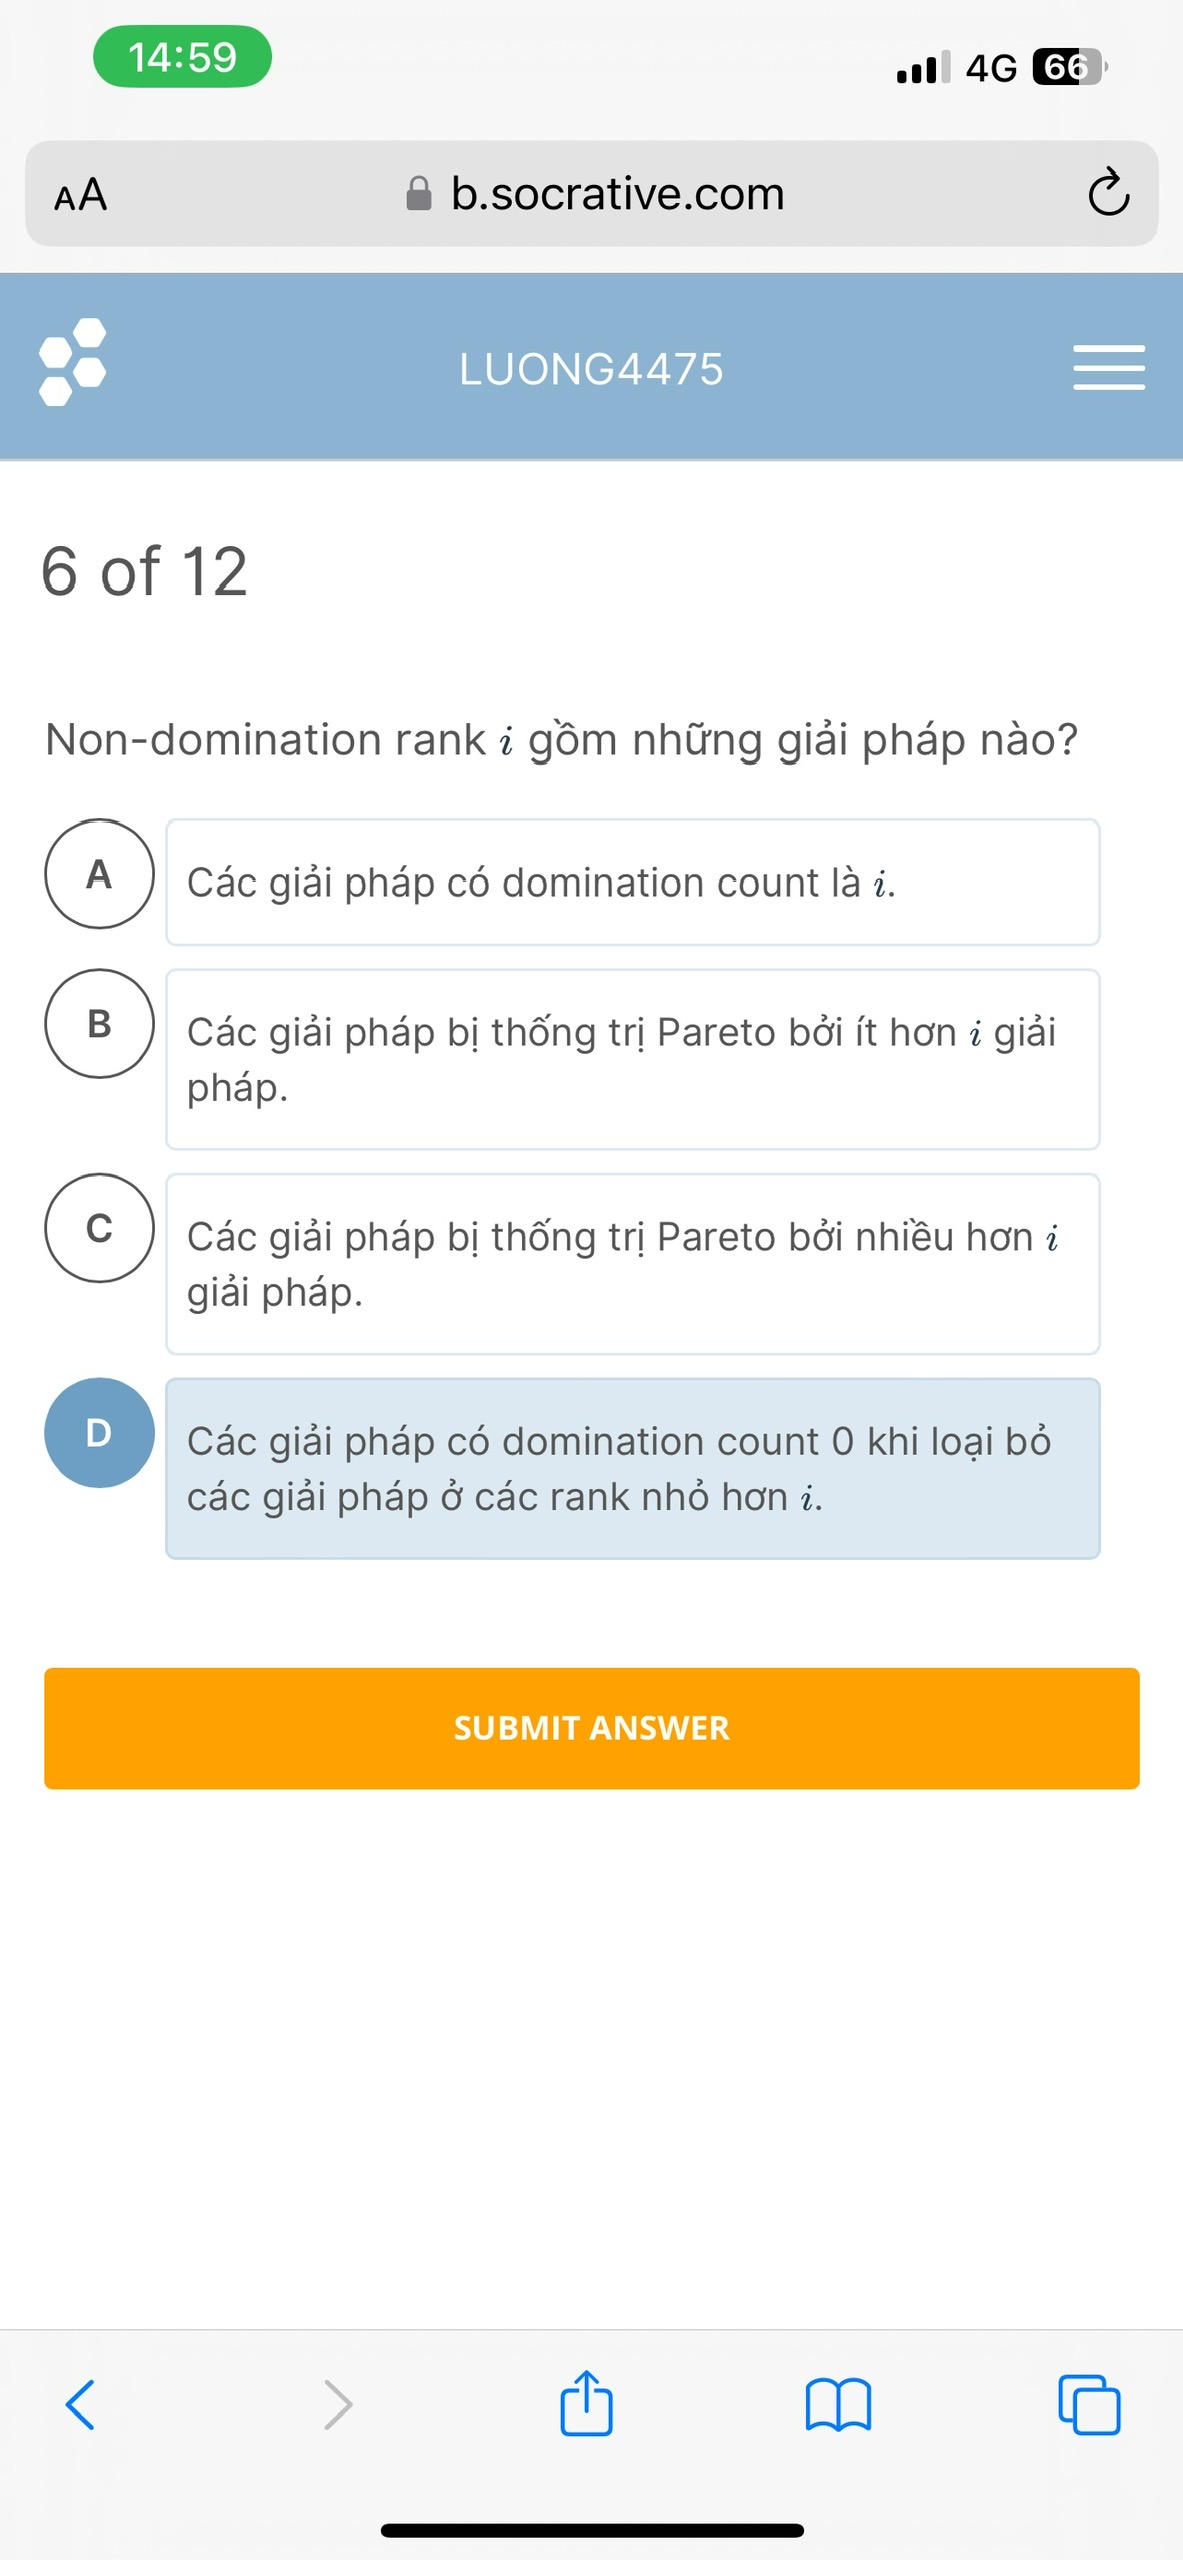 14:59
4G 66
AA b.socrative.com
LUONG4475
6 of 12
Non-domination rank i gồm những giải pháp nào?
A
Các giải pháp có domination count là i.
B
Các giải pháp bị thống trị Pareto bởi ít hơn i giải
pháp.
C
Các giải pháp bị thống trị Pareto bởi nhiều hơn i
giải pháp.
D
Các giải pháp có domination count 0 khi loại bỏ
các giải pháp ở các rank nhỏ hơn i.
SUBMIT ANSWER